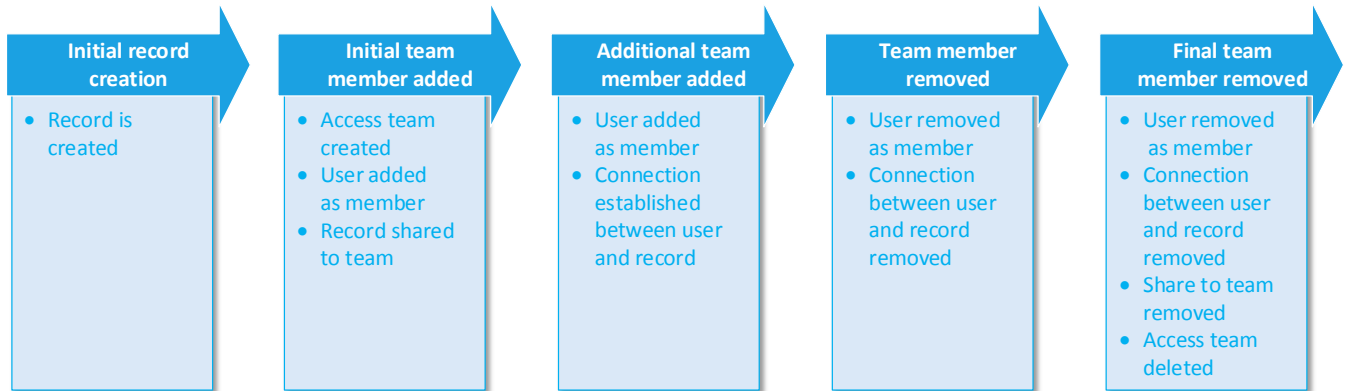 Initial record
creation
• Record is
created
Initial team
member added
• Access team
created
• User added
as member
• Record shared
to team
Additional team
member added
• User added
as member
• Connection
established
between user
and record
Team member
removed
• User removed
as member
• Connection
between user
and record
removed
Final team
member removed
• User removed
as member
• Connection
between user
and record
removed
• Share to team
removed
• Access team
deleted